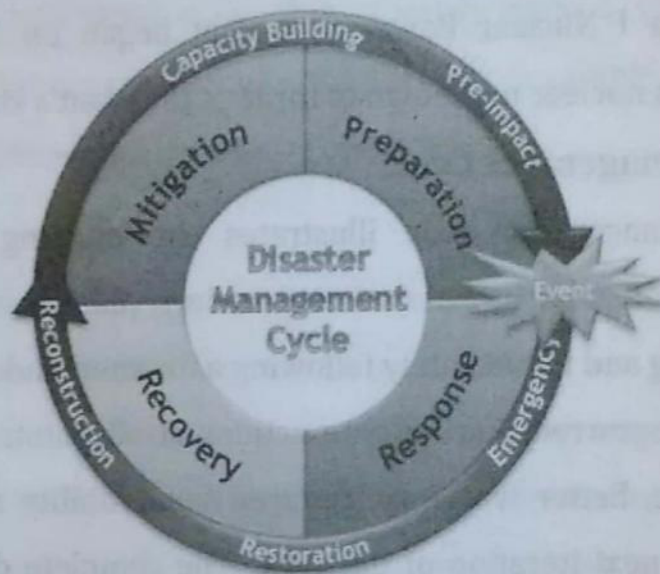 Capacity Building
Pre-Impact
Mitigation
Preparation
Disaster
Management
Cycle
Event
Reconstruction
Recovery
Response
Emergency
Restoration